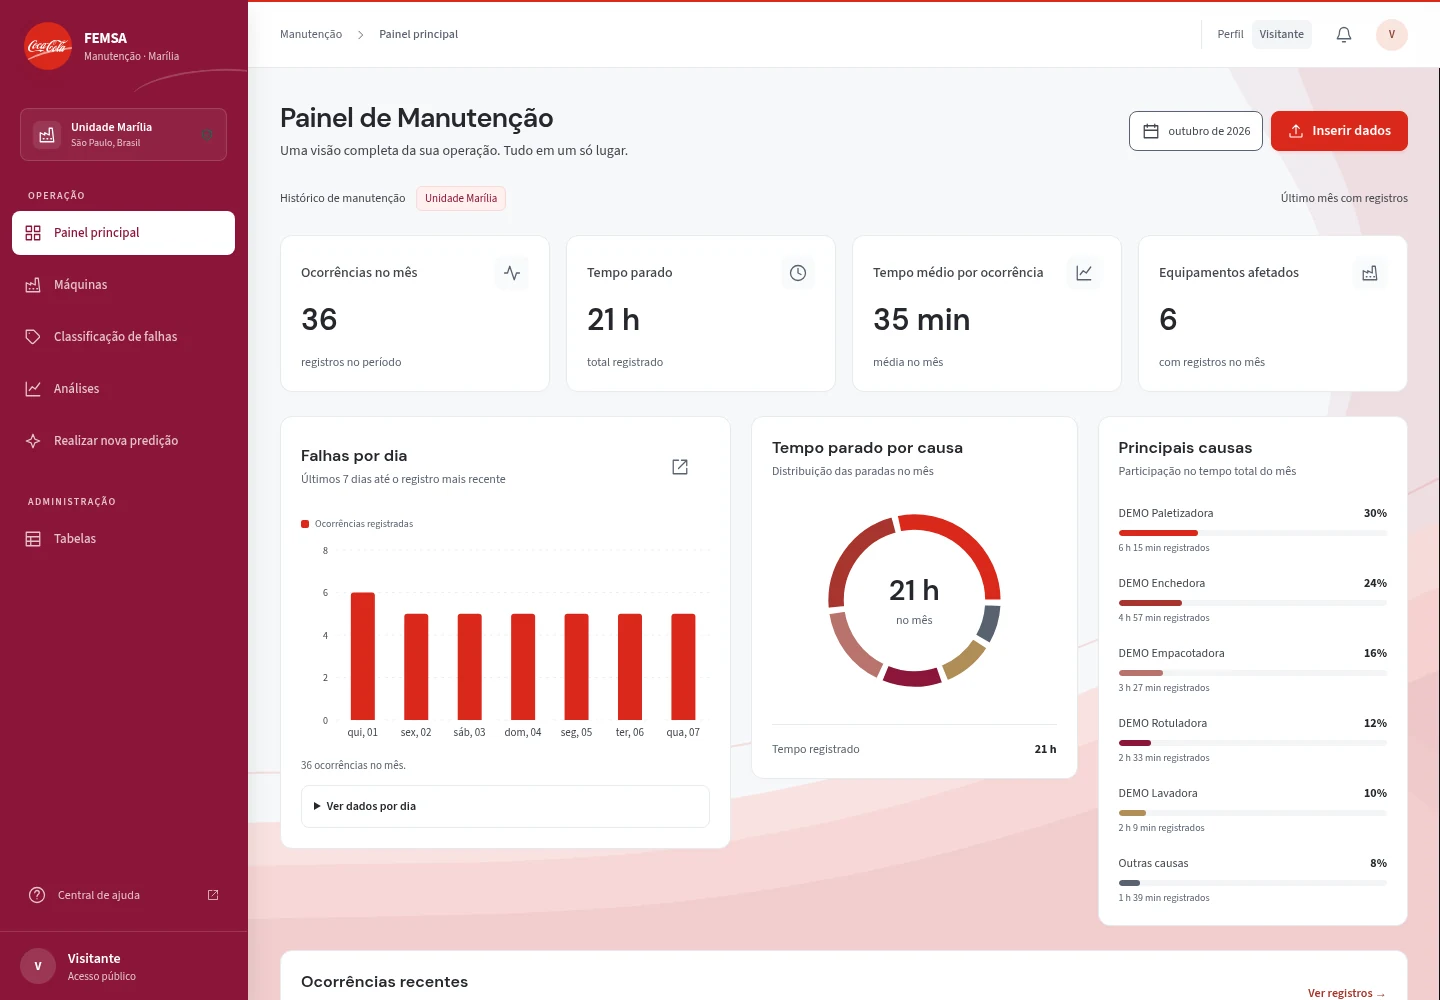 Coca-Cola
FEMSA
Manutenção · Marília
Unidade Marília
São Paulo, Brasil
OPERAÇÃO
Painel principal
Máquinas
Classificação de falhas
Análises
Realizar nova predição
ADMINISTRAÇÃO
Tabelas
Central de ajuda
V
Visitante
Acesso público
Manutenção
Painel principal
Perfil
Visitante
V
Painel de Manutenção
Uma visão completa da sua operação. Tudo em um só lugar.
outubro de 2026
Inserir dados
Histórico de manutenção
Unidade Marília
Último mês com registros
Ocorrências no mês
36
registros no período
Tempo parado
21 h
total registrado
Tempo médio por ocorrência
35 min
média no mês
Equipamentos afetados
6
com registros no mês
Falhas por dia
Últimos 7 dias até o registro mais recente
Ocorrências registradas
8
6
4
2
0
qui, 01
sex, 02
sáb, 03
dom, 04
seg, 05
ter, 06
qua, 07
36 ocorrências no mês.
Ver dados por dia
Tempo parado por causa
Distribuição das paradas no mês
21 h
no mês
Tempo registrado
21 h
Principais causas
Participação no tempo total do mês
DEMO Paletizadora
30%
6 h 15 min registrados
DEMO Enchedora
24%
4 h 57 min registrados
DEMO Empacotadora
16%
3 h 27 min registrados
DEMO Rotuladora
12%
2 h 33 min registrados
DEMO Lavadora
10%
2 h 9 min registrados
Outras causas
8%
1 h 39 min registrados
Ocorrências recentes
Ver registros →